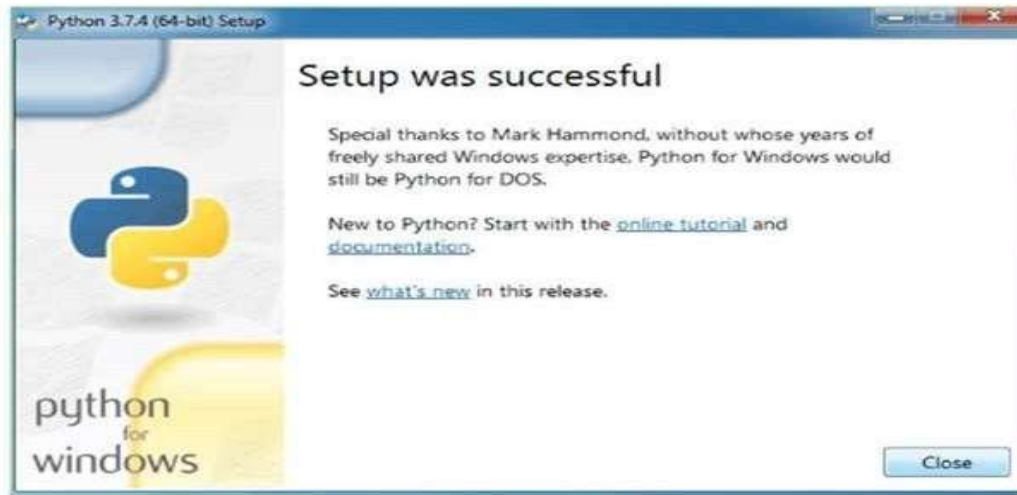 Python 3.7.4 (64-bit) Setup
Setup was successful
Special thanks to Mark Hammond, without whose years of
freely shared Windows expertise, Python for Windows would
still be Python for DOS.
New to Python? Start with the online tutorial and
documentation.
See what's new in this release.
python
for
windows
Close